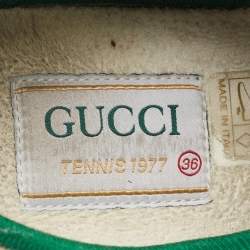 GUCCI
TENNIS 1977 36
MADE IN ITALY